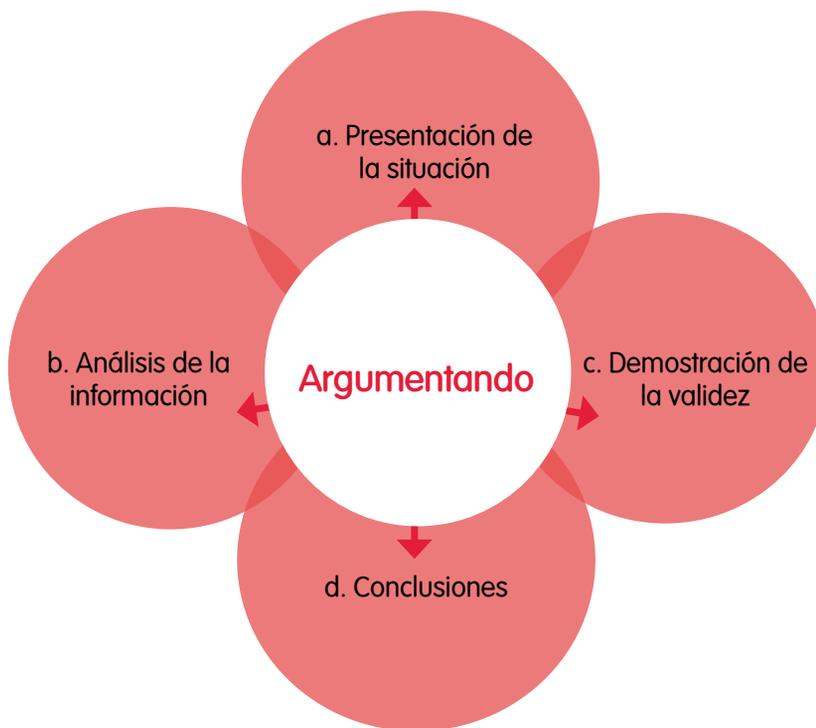 a. Presentación de
la situación
b. Análisis de la
información
Argumentando
c. Demostración de
la validez
d. Conclusiones